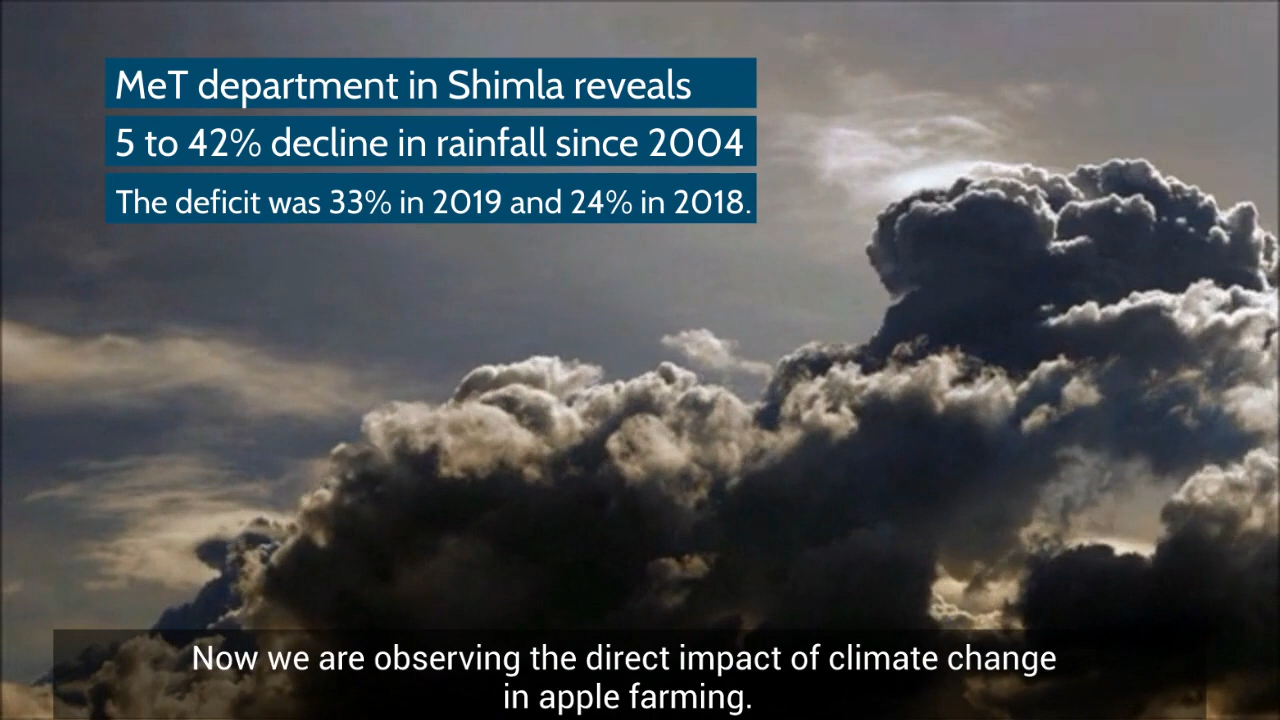 MeT department in Shimla reveals
5 to 42% decline in rainfall since 2004
The deficit was 33% in 2019 and 24% in 2018.
Now we are observing the direct impact of climate change
in apple farming.